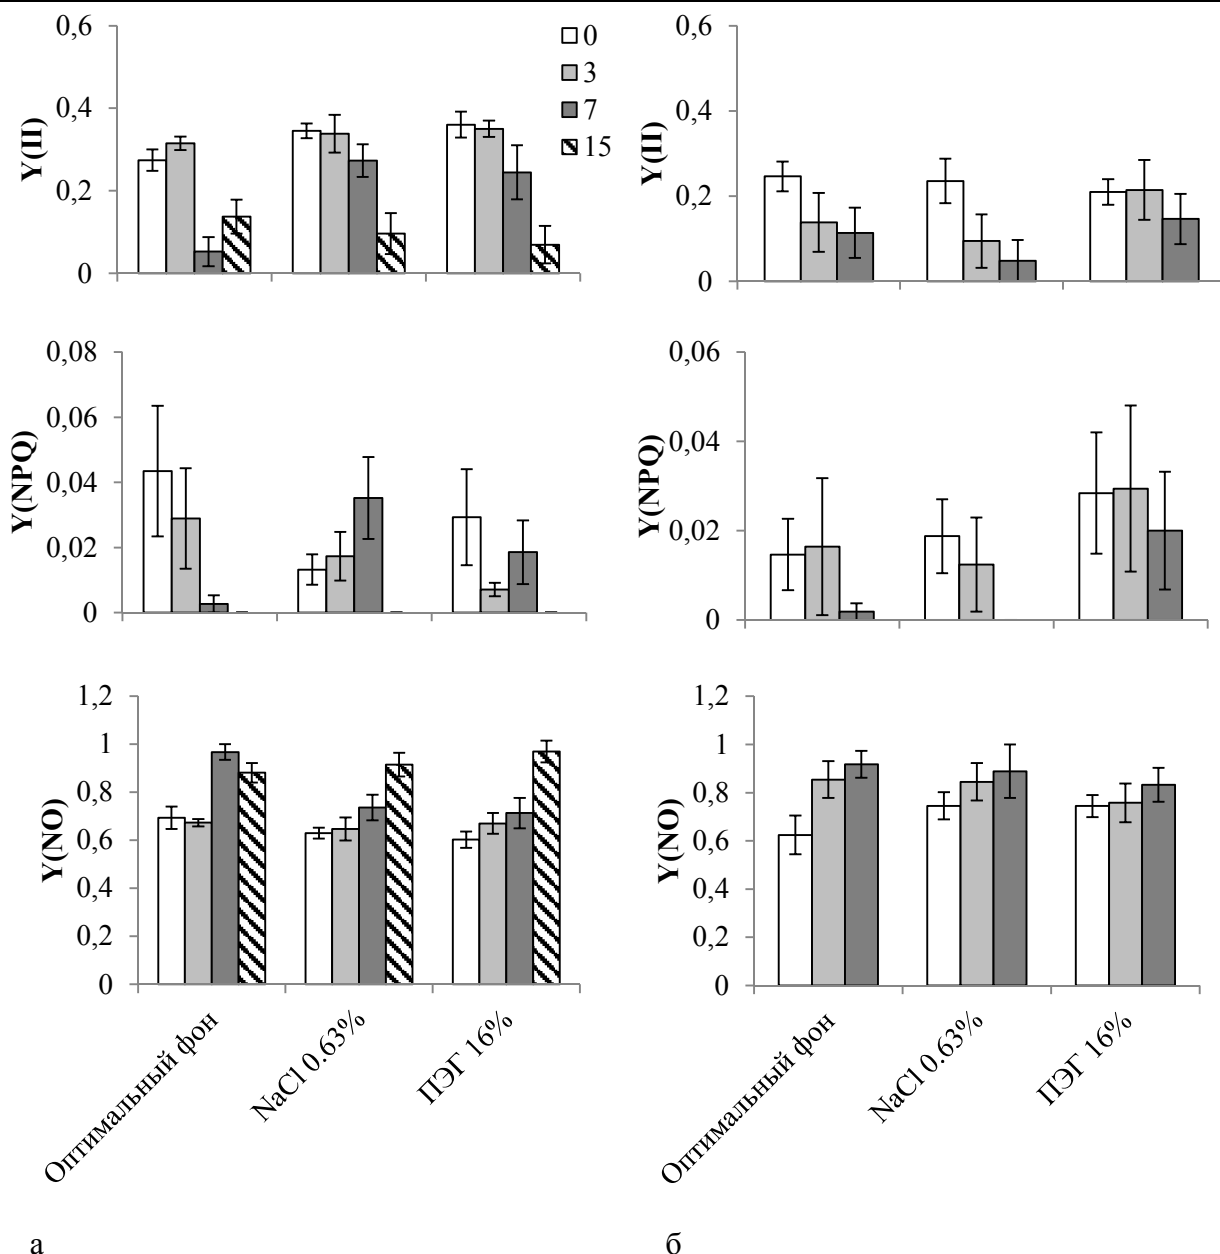 0,6
0,4
0,2
0
Y(II)
0
3
7
15
0,6
0,4
0,2
0
Y(II)
0,08
0,06
0,04
0,02
0
Y(NPQ)
0,06
0,04
0,02
0
Y(NPQ)
1,2
1
0,8
0,6
0,4
0,2
0
Y(NO)
Оптимальный фон
NaCl 0.63%
ПЭГ 16%
1,2
1
0,8
0,6
0,4
0,2
0
Y(NO)
Оптимальный фон
NaCl 0.63%
ПЭГ 16%
а
б